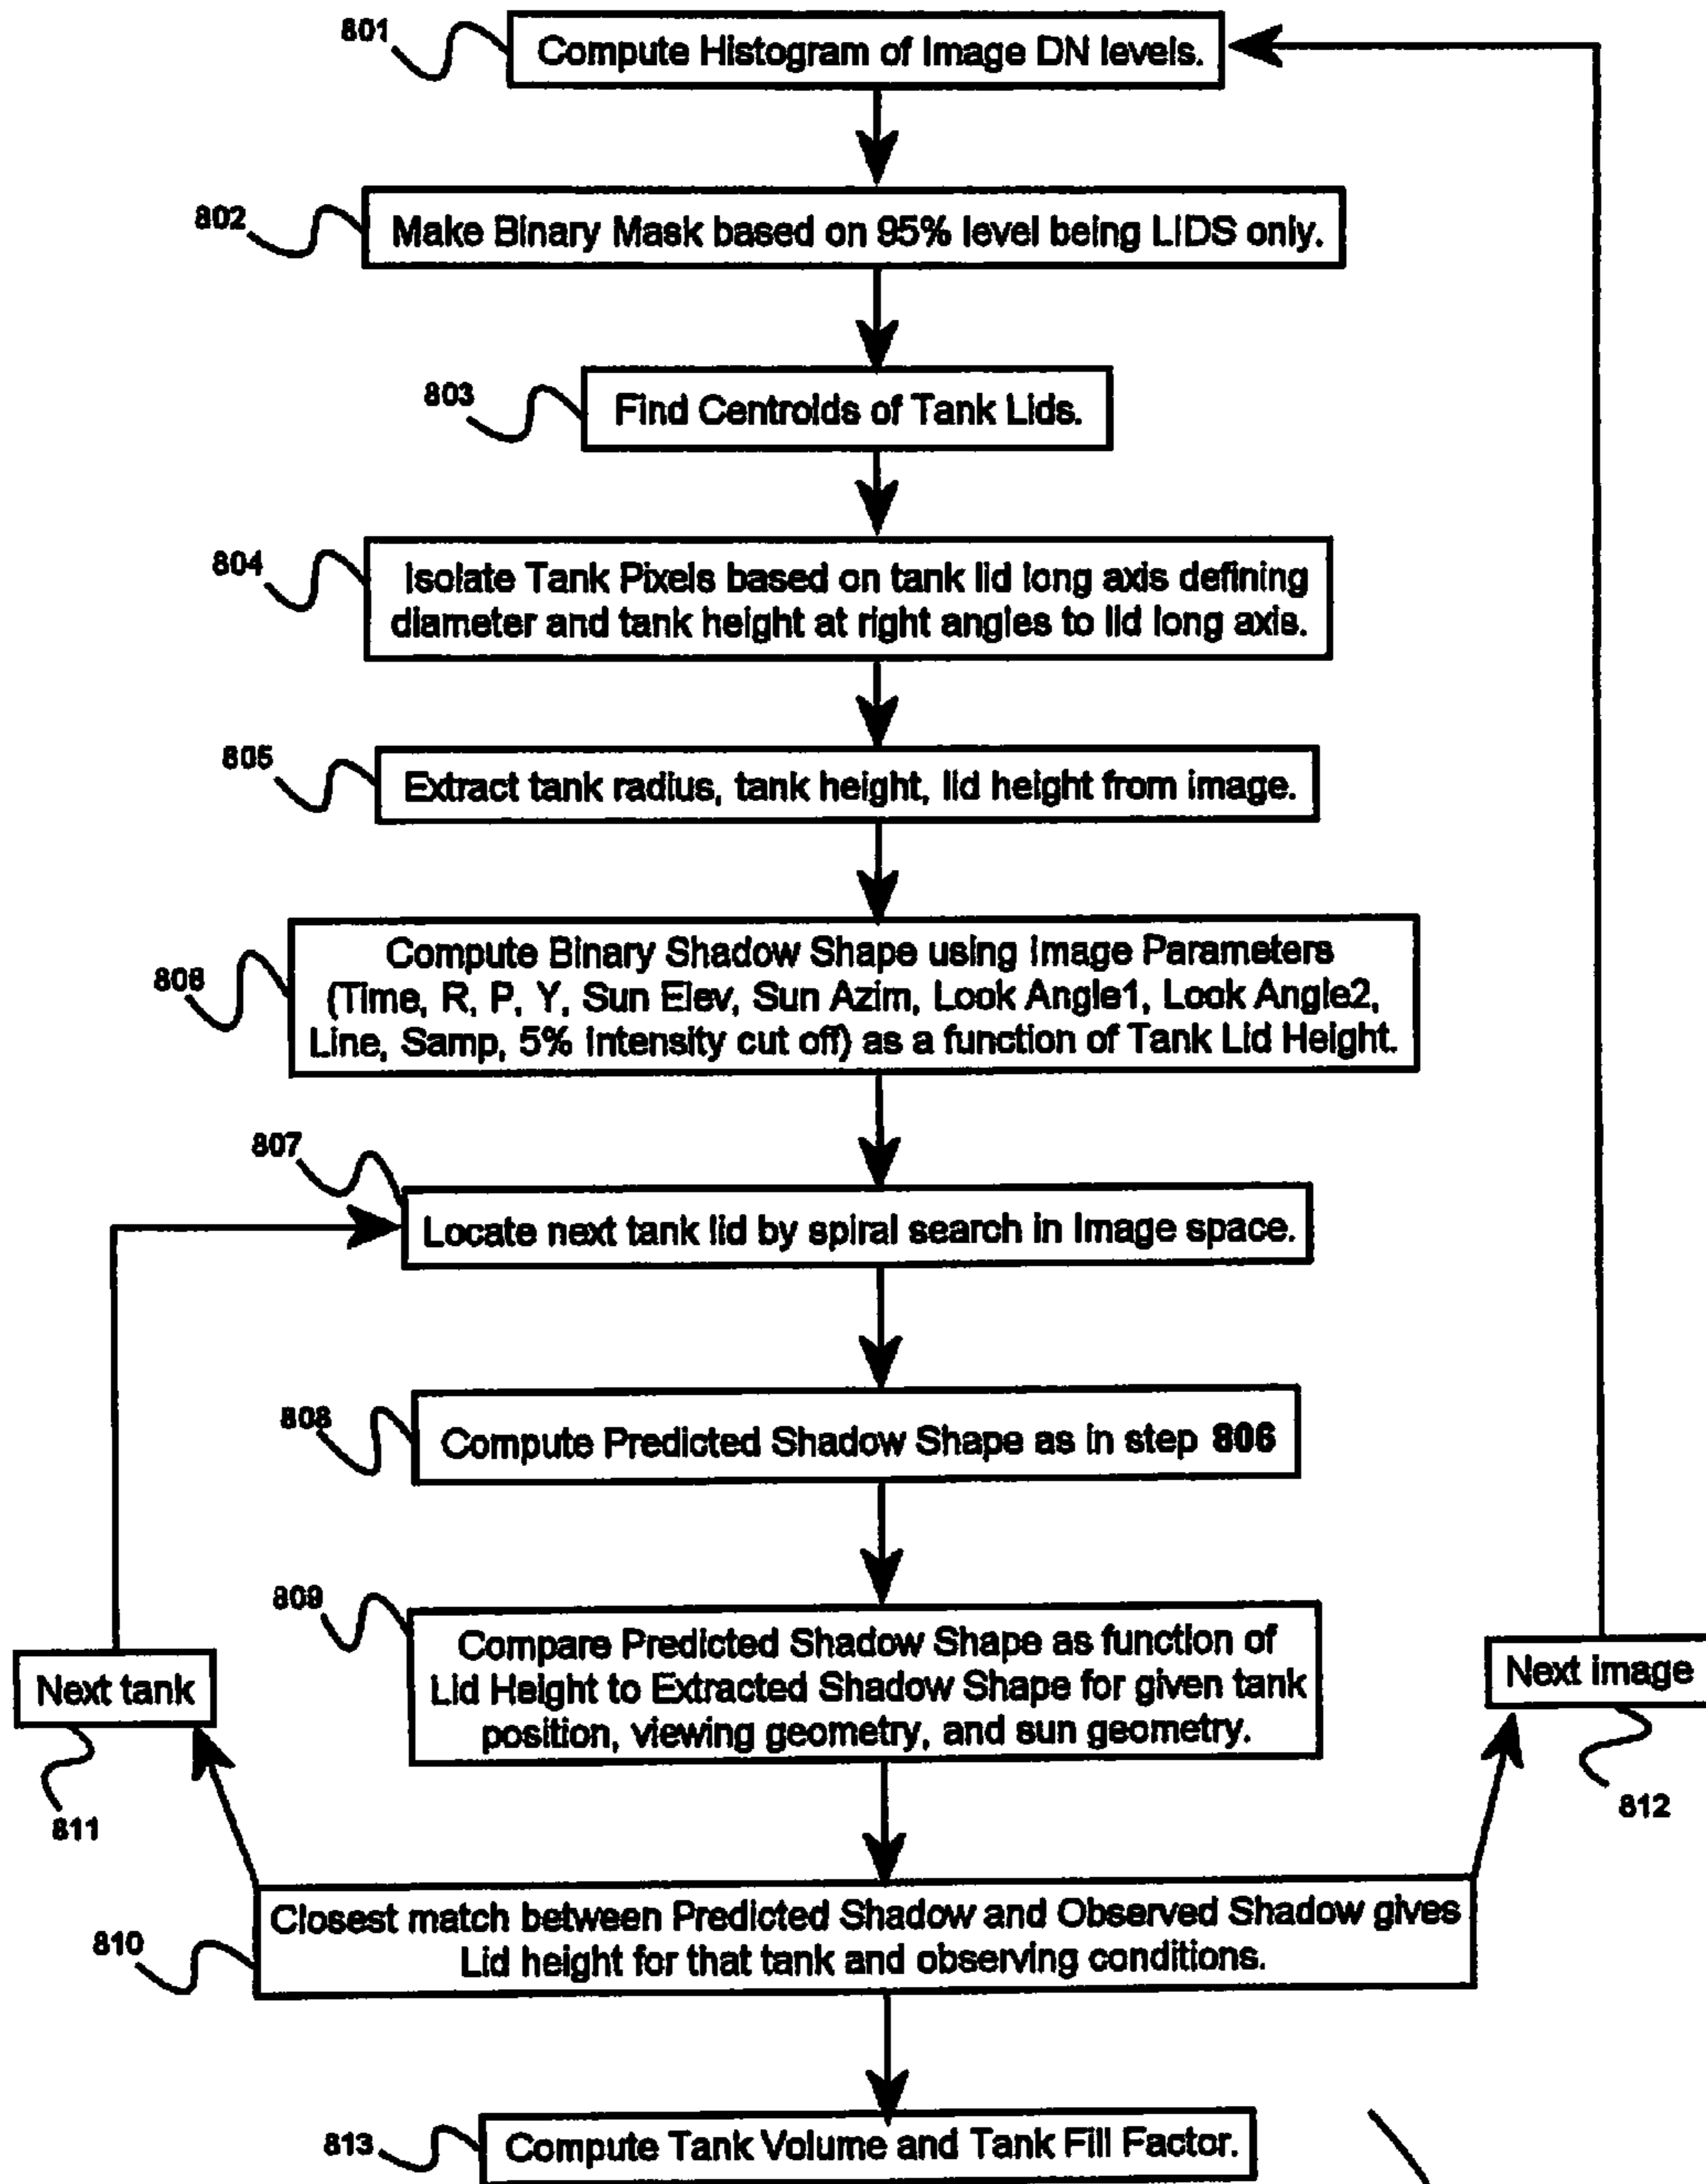 801
Compute Histogram of Image DN levels.
802
Make Binary Mask based on 95% level being LIDS only.
803
Find Centroids of Tank Lids.
804
Isolate Tank Pixels based on tank lid long axis defining
diameter and tank height at right angles to lid long axis.
805
Extract tank radius, tank height, lid height from image.
806
Compute Binary Shadow Shape using Image Parameters
(Time, R, P, Y, Sun Elev, Sun Azim, Look Angle1, Look Angle2,
Line, Samp, 5% Intensity cut off) as a function of Tank Lid Height.
807
Locate next tank lid by spiral search in Image space.
808
Compute Predicted Shadow Shape as in step 806
809
Compare Predicted Shadow Shape as function of
Lid Height to Extracted Shadow Shape for given tank
position, viewing geometry, and sun geometry.
Next tank
811
Next image
812
810
Closest match between Predicted Shadow and Observed Shadow gives
Lid height for that tank and observing conditions.
813
Compute Tank Volume and Tank Fill Factor.